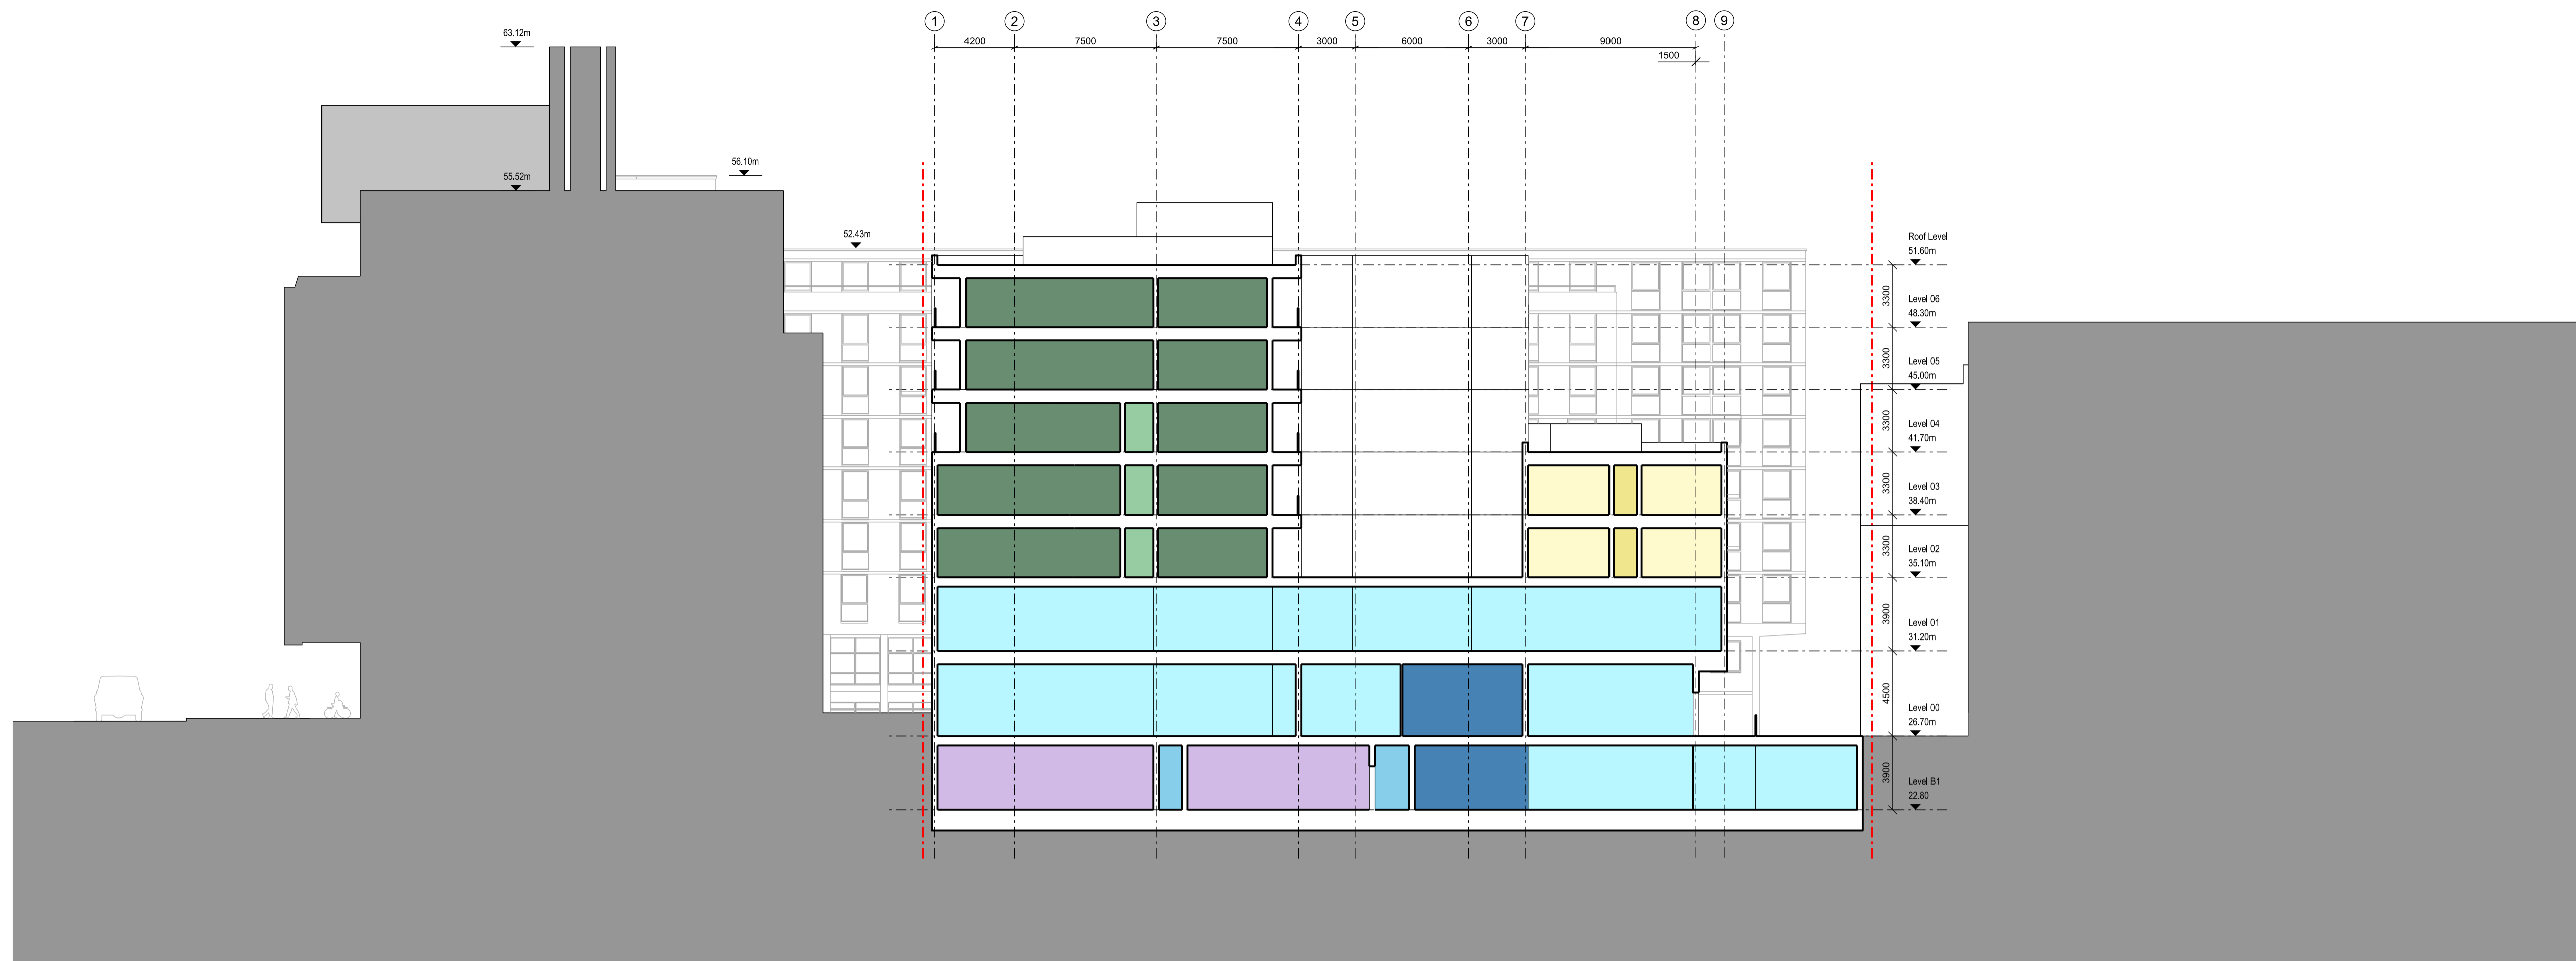 1 2 3 4 5 6 7 8 9
4200 7500 7500 3000 6000 3000 9000
1500
63.12m
56.10m
55.52m
52.43m
Roof Level
51.60m
3300
Level 06
48.30m
3300
Level 05
45.00m
3300
Level 04
41.70m
3300
Level 03
38.40m
3300
Level 02
35.10m
3900
Level 01
31.20m
4500
Level 00
26.70m
3900
Level B1
22.80